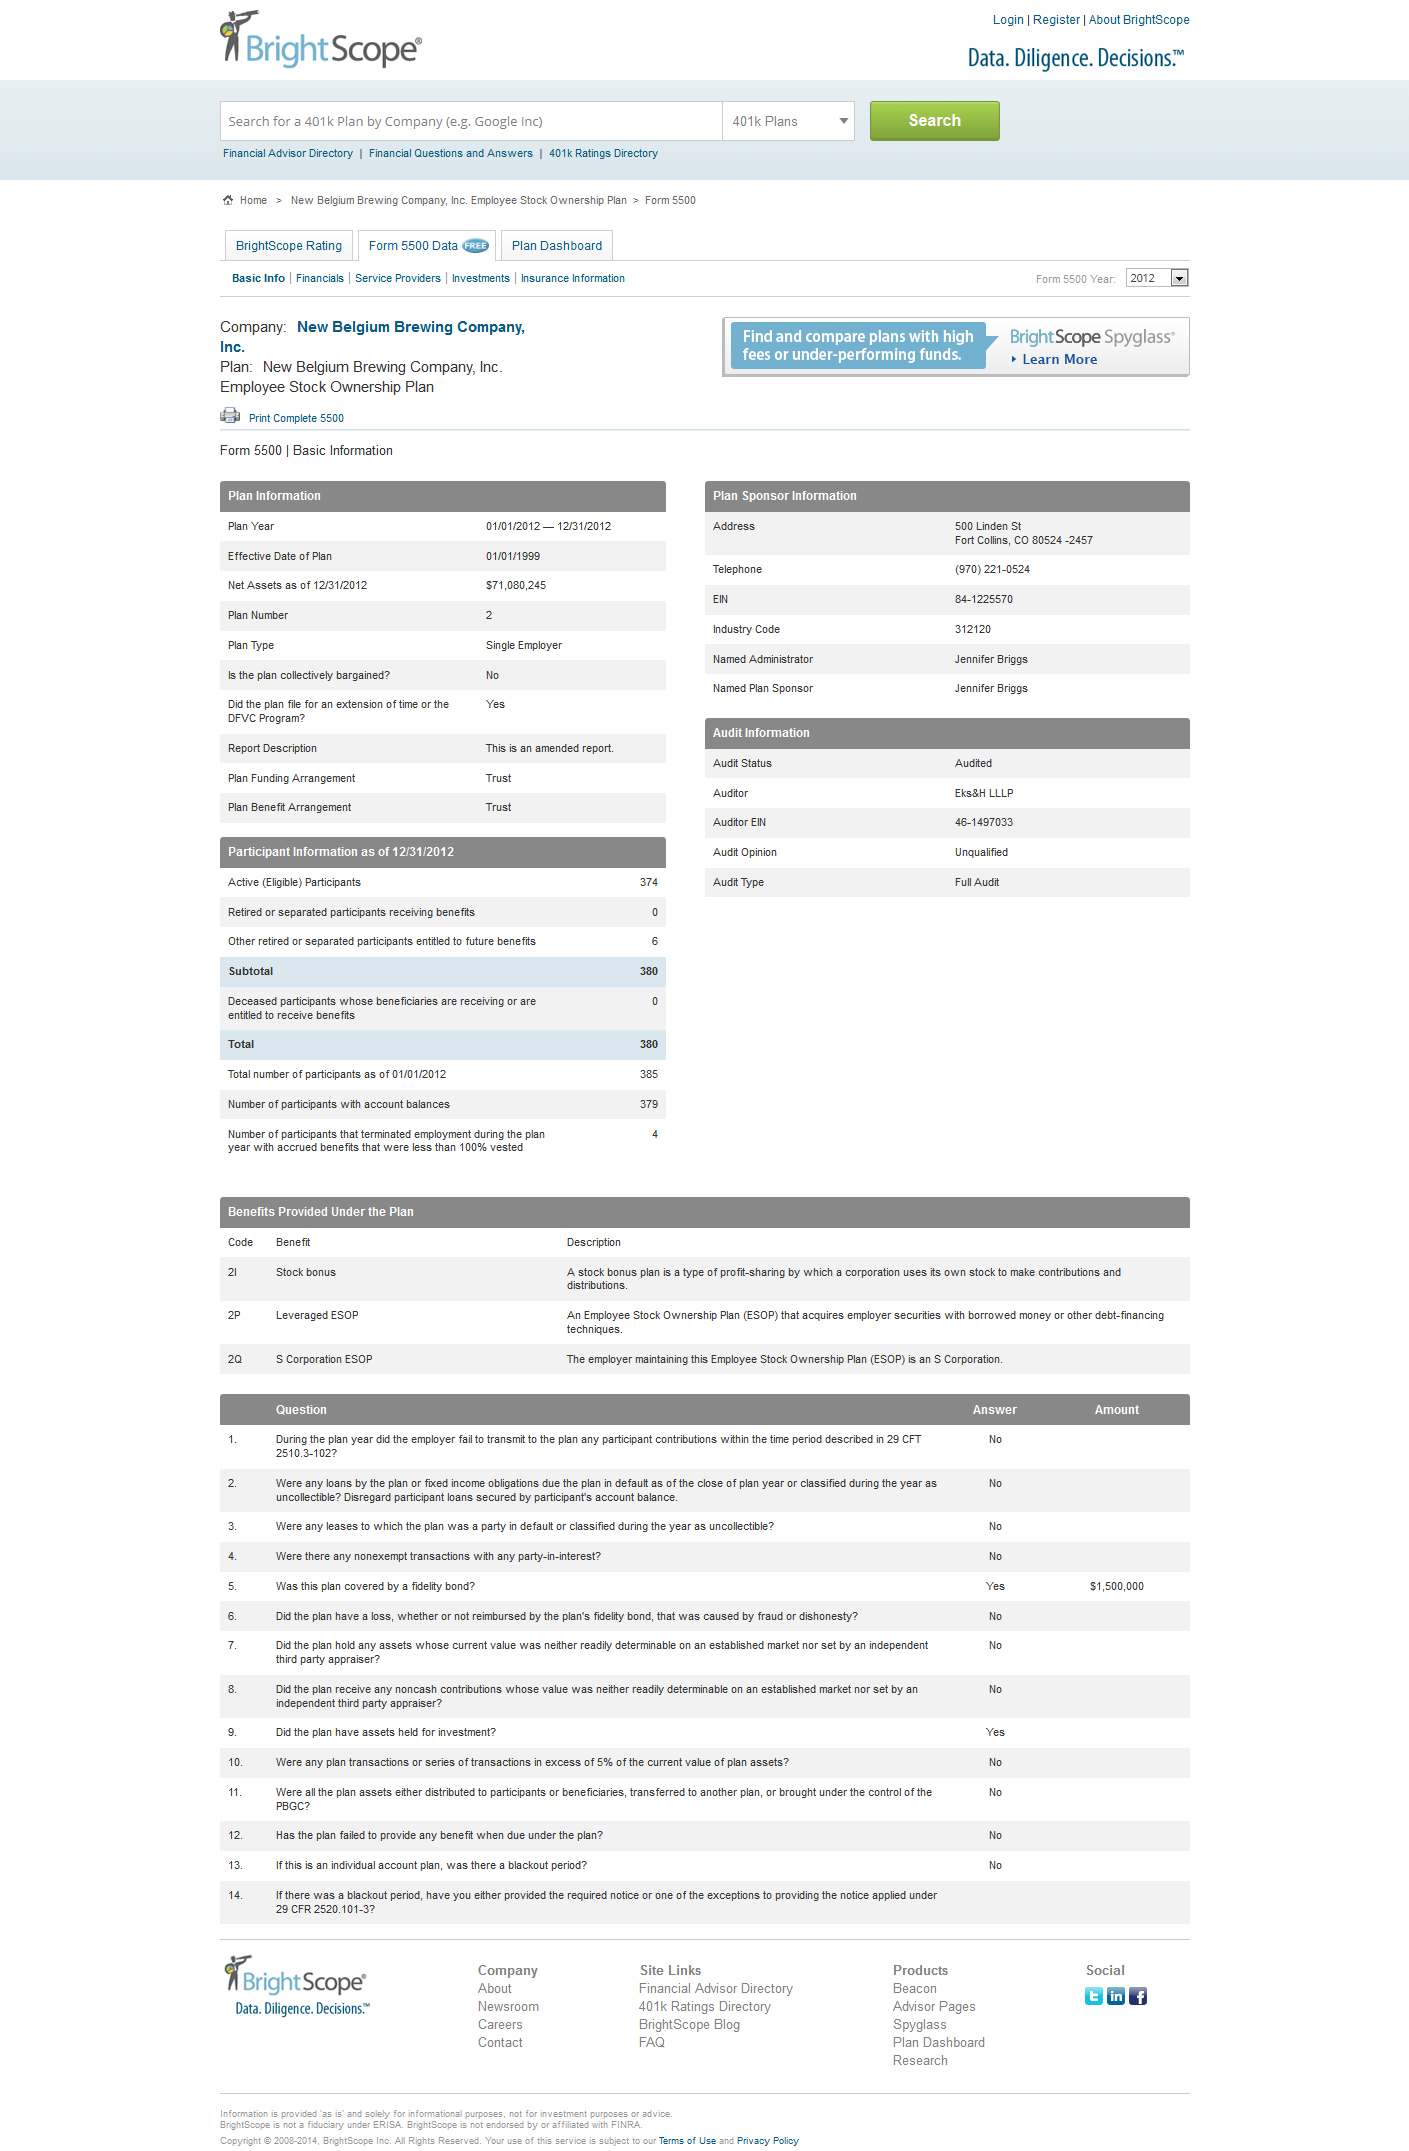 BrightScope®
Login | Register | About BrightScope
Data. Diligence. Decisions.™
Search for a 401k Plan by Company (e.g. Google Inc)
401k Plans
Search
Financial Advisor Directory | Financial Questions and Answers | 401k Ratings Directory
Home > New Belgium Brewing Company, Inc. Employee Stock Ownership Plan > Form 5500
BrightScope Rating
Form 5500 Data FREE
Plan Dashboard
Basic Info | Financials | Service Providers | Investments | Insurance Information
Form 5500 Year: 2012
Company: New Belgium Brewing Company,
Inc.
Plan: New Belgium Brewing Company, Inc.
Employee Stock Ownership Plan
Find and compare plans with high
fees or under-performing funds.
BrightScope Spyglass®
Learn More
Print Complete 5500
Form 5500 | Basic Information
Plan Information
Plan Year 01/01/2012 — 12/31/2012
Effective Date of Plan 01/01/1999
Net Assets as of 12/31/2012 $71,080,245
Plan Number 2
Plan Type Single Employer
Is the plan collectively bargained? No
Did the plan file for an extension of time or the Yes
DFVC Program?
Report Description This is an amended report.
Plan Funding Arrangement Trust
Plan Benefit Arrangement Trust
Participant Information as of 12/31/2012
Active (Eligible) Participants 374
Retired or separated participants receiving benefits 0
Other retired or separated participants entitled to future benefits 6
Subtotal 380
Deceased participants whose beneficiaries are receiving or are 0
entitled to receive benefits
Total 380
Total number of participants as of 01/01/2012 385
Number of participants with account balances 379
Number of participants that terminated employment during the plan 4
year with accrued benefits that were less than 100% vested
Plan Sponsor Information
Address 500 Linden St
Fort Collins, CO 80524 -2457
Telephone (970) 221-0524
EIN 84-1225570
Industry Code 312120
Named Administrator Jennifer Briggs
Named Plan Sponsor Jennifer Briggs
Audit Information
Audit Status Audited
Auditor Eks&H LLLP
Auditor EIN 46-1497033
Audit Opinion Unqualified
Audit Type Full Audit
Benefits Provided Under the Plan
Code Benefit Description
2I Stock bonus A stock bonus plan is a type of profit-sharing by which a corporation uses its own stock to make contributions and
distributions.
2P Leveraged ESOP An Employee Stock Ownership Plan (ESOP) that acquires employer securities with borrowed money or other debt-financing
techniques.
2Q S Corporation ESOP The employer maintaining this Employee Stock Ownership Plan (ESOP) is an S Corporation.
Question Answer Amount
1. During the plan year did the employer fail to transmit to the plan any participant contributions within the time period described in 29 CFT No
2510.3-102?
2. Were any loans by the plan or fixed income obligations due the plan in default as of the close of plan year or classified during the year as No
uncollectible? Disregard participant loans secured by participant's account balance.
3. Were any leases to which the plan was a party in default or classified during the year as uncollectible? No
4. Were there any nonexempt transactions with any party-in-interest? No
5. Was this plan covered by a fidelity bond? Yes $1,500,000
6. Did the plan have a loss, whether or not reimbursed by the plan's fidelity bond, that was caused by fraud or dishonesty? No
7. Did the plan hold any assets whose current value was neither readily determinable on an established market nor set by an independent No
third party appraiser?
8. Did the plan receive any noncash contributions whose value was neither readily determinable on an established market nor set by an No
independent third party appraiser?
9. Did the plan have assets held for investment? Yes
10. Were any plan transactions or series of transactions in excess of 5% of the current value of plan assets? No
11. Were all the plan assets either distributed to participants or beneficiaries, transferred to another plan, or brought under the control of the No
PBGC?
12. Has the plan failed to provide any benefit when due under the plan? No
13. If this is an individual account plan, was there a blackout period? No
14. If there was a blackout period, have you either provided the required notice or one of the exceptions to providing the notice applied under
29 CFR 2520.101-3?
BrightScope®
Data. Diligence. Decisions.™
Company
About
Newsroom
Careers
Contact
Site Links
Financial Advisor Directory
401k Ratings Directory
BrightScope Blog
FAQ
Products
Beacon
Advisor Pages
Spyglass
Plan Dashboard
Research
Social
Information is provided 'as is' and solely for informational purposes, not for investment purposes or advice.
BrightScope is not a fiduciary under ERISA. BrightScope is not endorsed by or affiliated with FINRA.
Copyright © 2008-2014, BrightScope Inc. All Rights Reserved. Your use of this service is subject to our Terms of Use and Privacy Policy